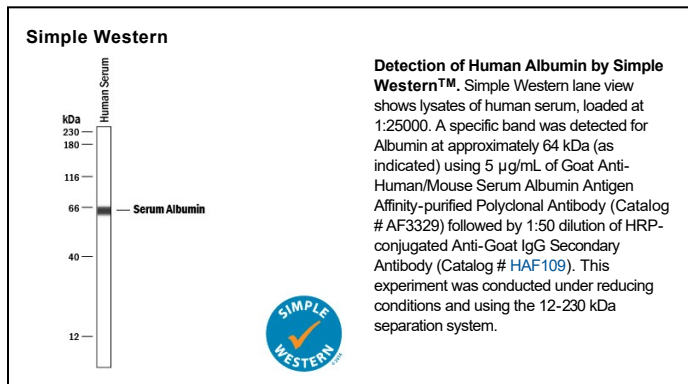 Simple Western
Human Serum
kDa
230
180
116
66
Serum Albumin
40
12
SIMPLE
WESTERN
Detection of Human Albumin by Simple
Western™. Simple Western lane view
shows lysates of human serum, loaded at
1:25000. A specific band was detected for
Albumin at approximately 64 kDa (as
indicated) using 5 µg/mL of Goat Anti-
Human/Mouse Serum Albumin Antigen
Affinity-purified Polyclonal Antibody (Catalog
# AF3329) followed by 1:50 dilution of HRP-
conjugated Anti-Goat IgG Secondary
Antibody (Catalog # HAF109). This
experiment was conducted under reducing
conditions and using the 12-230 kDa
separation system.